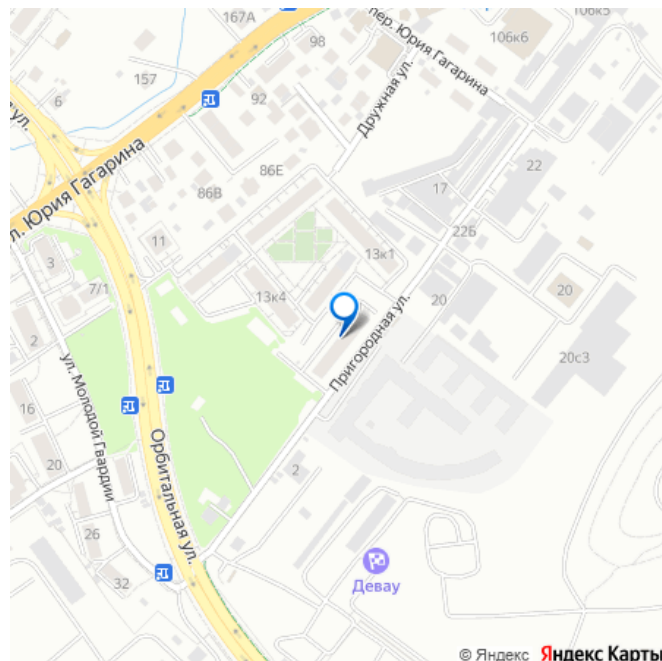 167А
98
106к6
106к5
пер. Юрия Гагарина
157
6
92
Дружная ул.
ул.
86Е
86В
л. Юрия Гагарина
22
17
11
22Б
13к1
3
7/1
13к4
20
20
2
Пригородная ул.
20с3
ул. Молодой Гвардии
16
20
Орбитальная ул.
2
26
32
Девау
© Яндекс Яндекс Карты